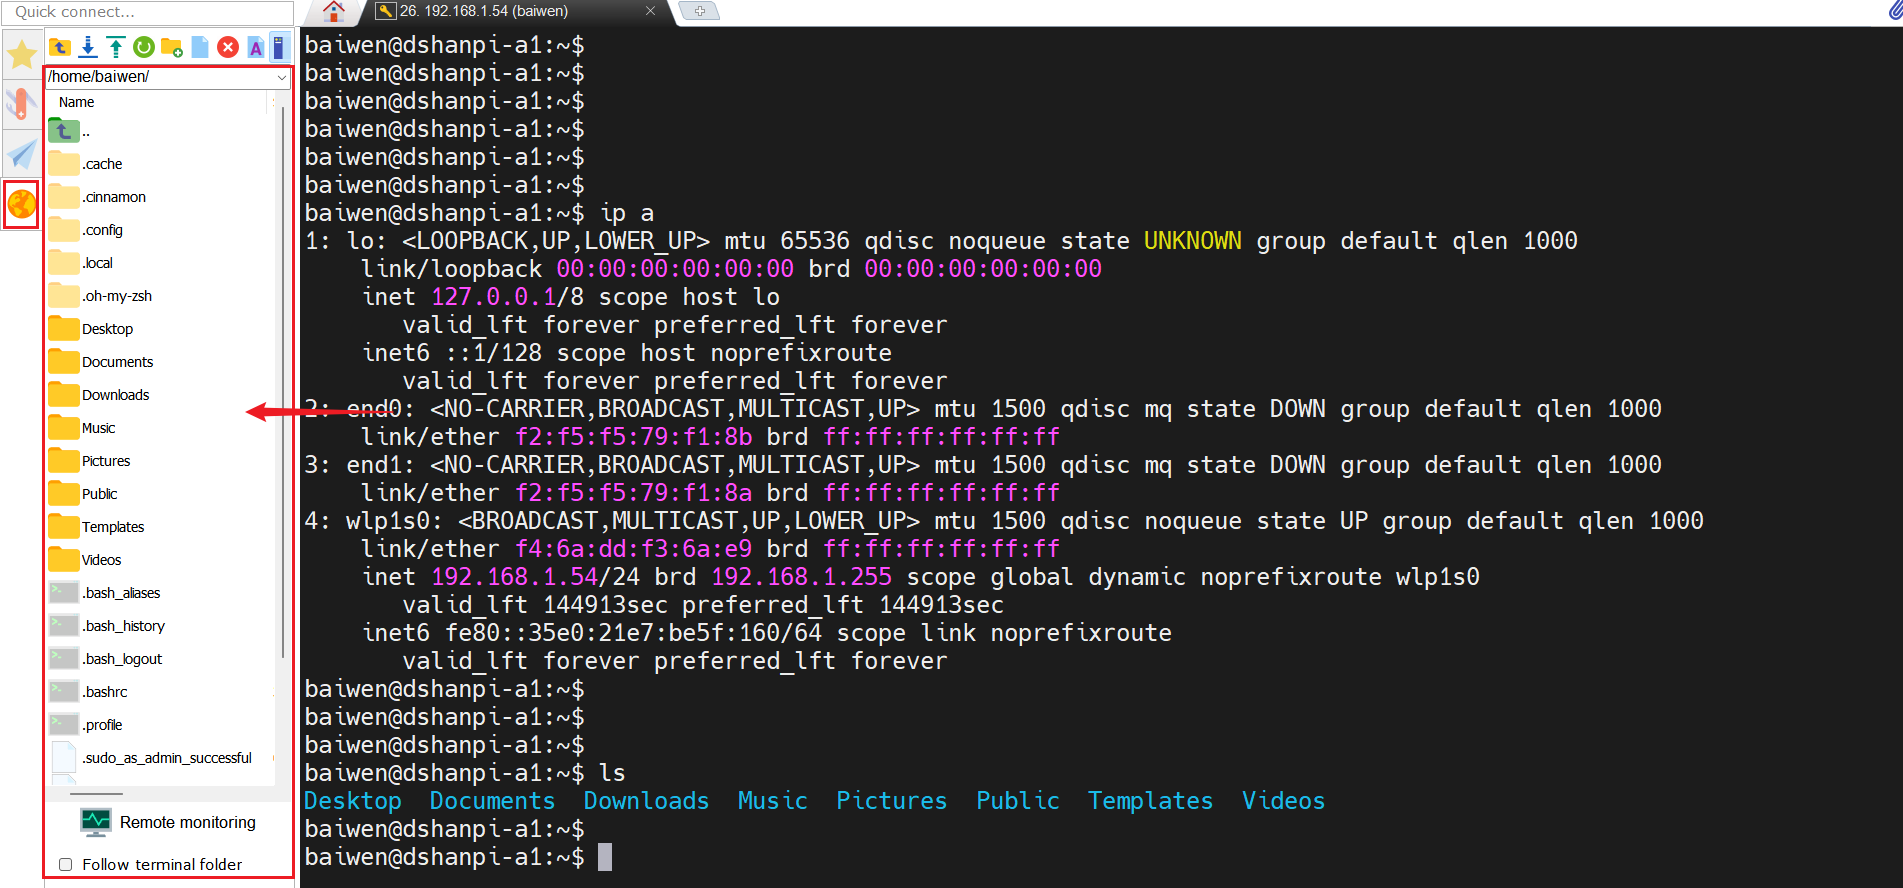 Quick connect...
26. 192.168.1.54 (baiwen)
/home/baiwen/
Name
..
.cache
.cinnamon
.config
.local
.oh-my-zsh
Desktop
Documents
Downloads
Music
Pictures
Public
Templates
Videos
.bash_aliases
.bash_history
.bash_logout
.bashrc
.profile
.sudo_as_admin_successful
Remote monitoring
Follow terminal folder
baiwen@dshanpi-a1:~$
baiwen@dshanpi-a1:~$
baiwen@dshanpi-a1:~$
baiwen@dshanpi-a1:~$
baiwen@dshanpi-a1:~$
baiwen@dshanpi-a1:~$
baiwen@dshanpi-a1:~$ ip a
1: lo: <LOOPBACK,UP,LOWER_UP> mtu 65536 qdisc noqueue state UNKNOWN group default qlen 1000
    link/loopback 00:00:00:00:00:00 brd 00:00:00:00:00:00
    inet 127.0.0.1/8 scope host lo
       valid_lft forever preferred_lft forever
    inet6 ::1/128 scope host noprefixroute
       valid_lft forever preferred_lft forever
2: end0: <NO-CARRIER,BROADCAST,MULTICAST,UP> mtu 1500 qdisc mq state DOWN group default qlen 1000
    link/ether f2:f5:f5:79:f1:8b brd ff:ff:ff:ff:ff:ff
3: end1: <NO-CARRIER,BROADCAST,MULTICAST,UP> mtu 1500 qdisc mq state DOWN group default qlen 1000
    link/ether f2:f5:f5:79:f1:8a brd ff:ff:ff:ff:ff:ff
4: wlp1s0: <BROADCAST,MULTICAST,UP,LOWER_UP> mtu 1500 qdisc noqueue state UP group default qlen 1000
    link/ether f4:6a:dd:f3:6a:e9 brd ff:ff:ff:ff:ff:ff
    inet 192.168.1.54/24 brd 192.168.1.255 scope global dynamic noprefixroute wlp1s0
       valid_lft 144913sec preferred_lft 144913sec
    inet6 fe80::35e0:21e7:be5f:160/64 scope link noprefixroute
       valid_lft forever preferred_lft forever
baiwen@dshanpi-a1:~$
baiwen@dshanpi-a1:~$
baiwen@dshanpi-a1:~$
baiwen@dshanpi-a1:~$ ls
Desktop  Documents  Downloads  Music  Pictures  Public  Templates  Videos
baiwen@dshanpi-a1:~$
baiwen@dshanpi-a1:~$